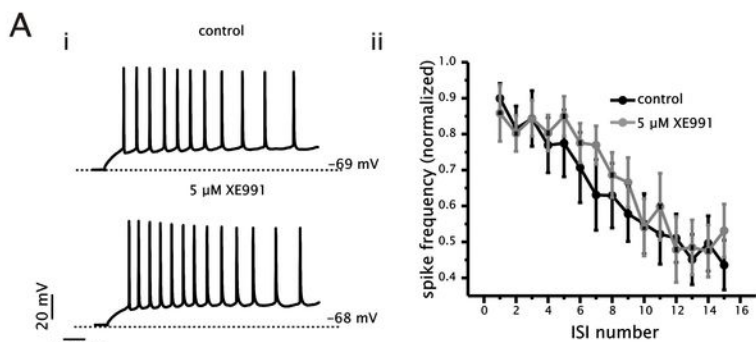 A
i
control
−69 mV
5 µM XE991
20 mV
−68 mV
ii
spike frequency (normalized)
1.0
0.9
0.8
0.7
0.6
0.5
0.4
control
5 µM XE991
0 2 4 6 8 10 12 14 16
ISI number